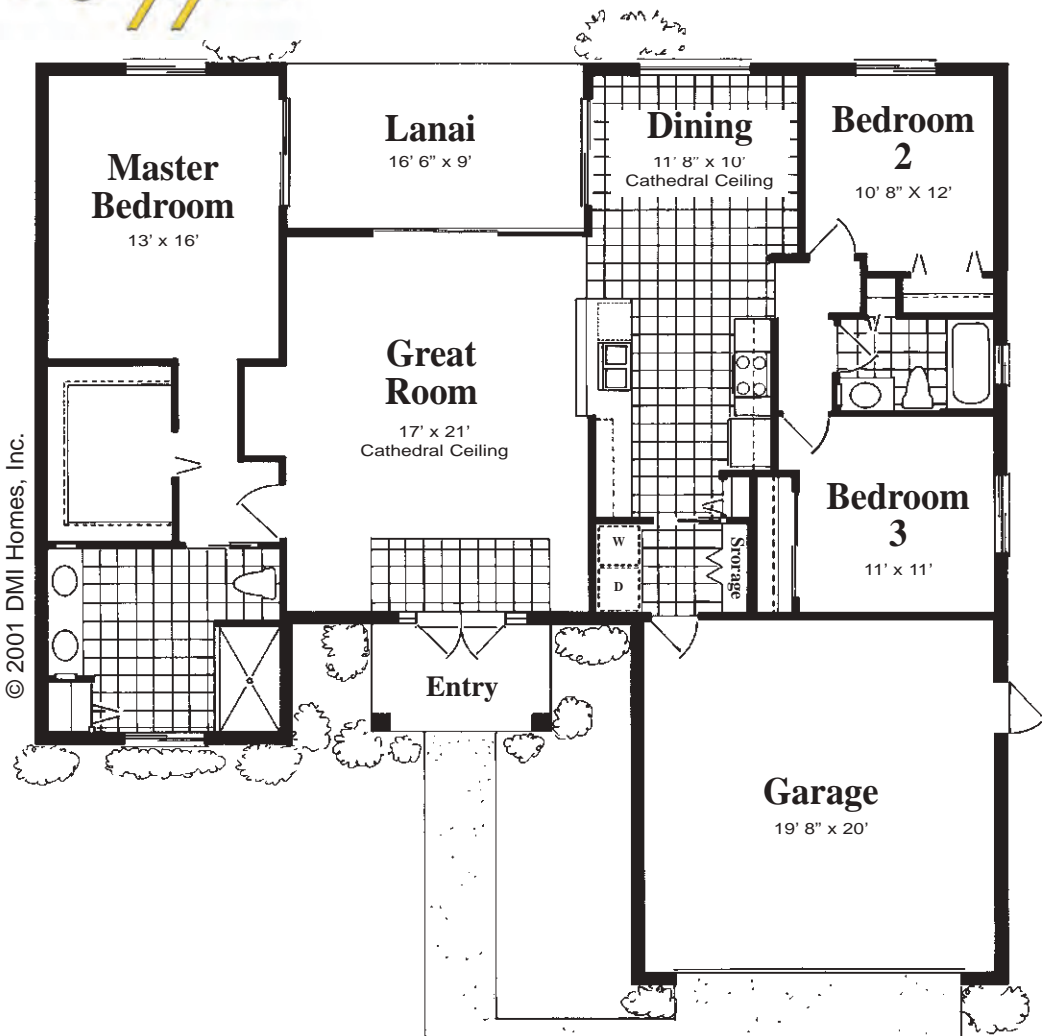 Master
Bedroom
13’ x 16’
Lanai
16’ 6” x 9’
Dining
11’ 8” x 10’
Cathedral Ceiling
Bedroom
2
10’ 8” X 12’
Great
Room
17’ x 21’
Cathedral Ceiling
Bedroom
3
11’ x 11’
W
D
Srorage
Entry
Garage
19’ 8” x 20’
© 2001 DMI Homes, Inc.